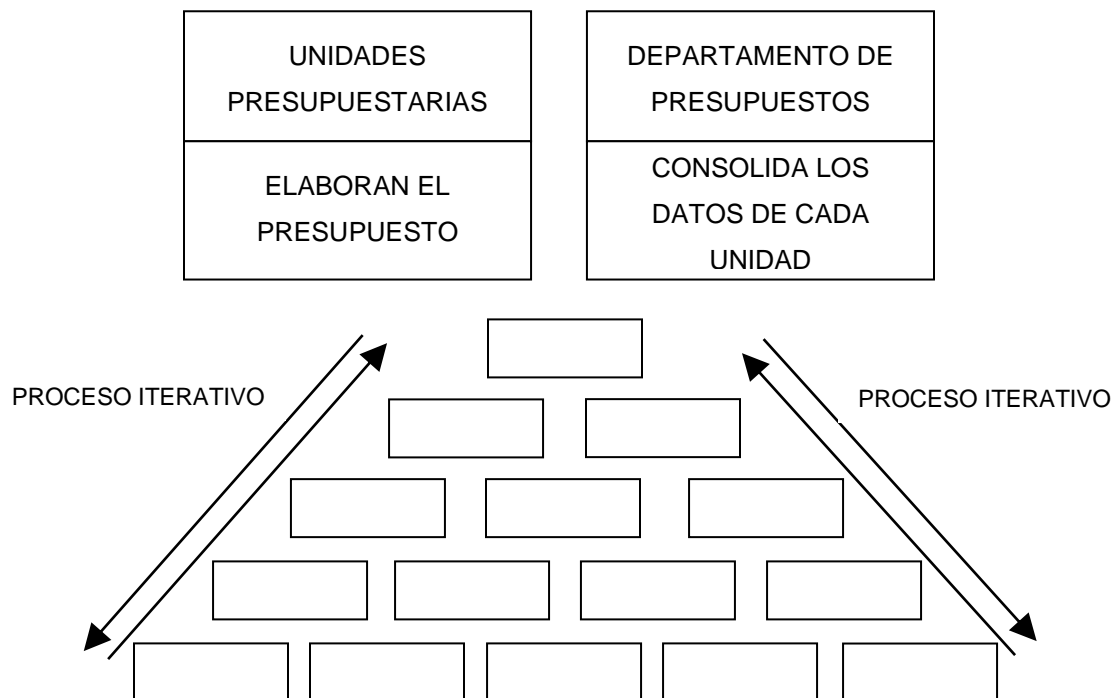 UNIDADES
PRESUPUESTARIAS
ELABORAN EL
PRESUPUESTO
DEPARTAMENTO DE
PRESUPUESTOS
CONSOLIDA LOS
DATOS DE CADA
UNIDAD
PROCESO ITERATIVO
PROCESO ITERATIVO